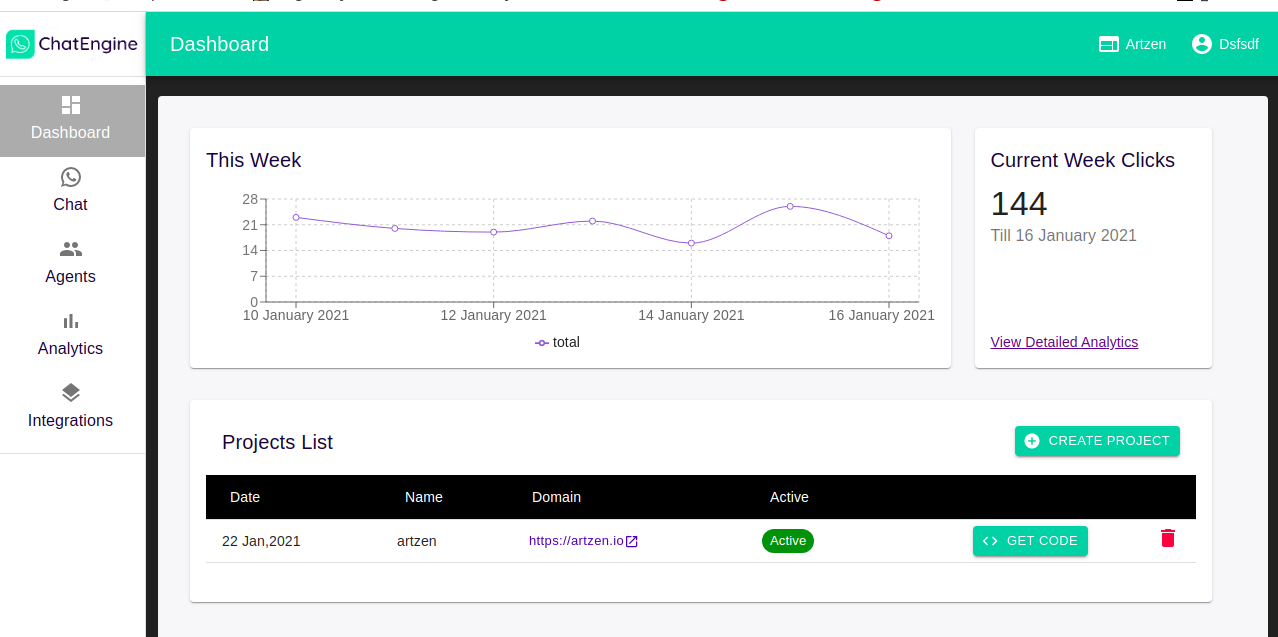 ChatEngine
Dashboard
Artzen
Dsfsdf
Dashboard
Chat
Agents
Analytics
Integrations
This Week
28
21
14
7
0
10 January 2021
12 January 2021
14 January 2021
16 January 2021
total
Current Week Clicks
144
Till 16 January 2021
View Detailed Analytics
Projects List
CREATE PROJECT
Date Name Domain Active
22 Jan,2021 artzen https://artzen.io Active GET CODE